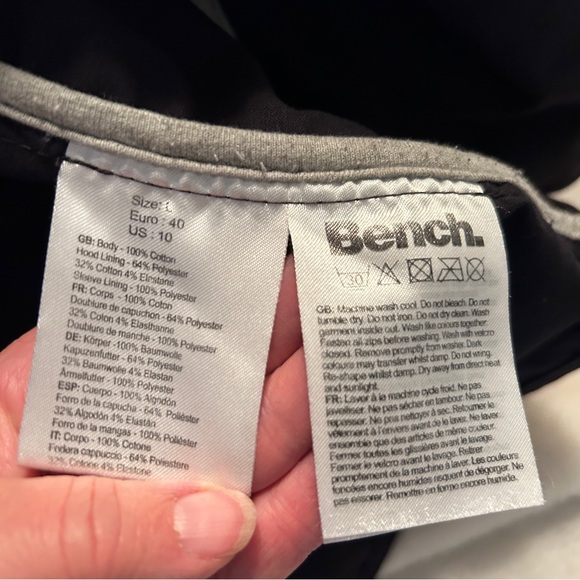 Size: L
Euro : 40
US : 10
GB: Body - 100% Cotton
Hood Lining - 64% Polyester
32% Cotton 4% Elastane
Sleeve Lining - 100% Polyester
FR: Corps - 100% Coton
Doublure de capuchon - 64% Polyester
32% Coton 4% Elasthanne
Doublure de manche - 100% Polyester
DE: Körper - 100% Baumwolle
Kapuzenfutter - 64% Polyester
32% Baumwolle 4% Elastan
Ärmelfutter - 100% Polyester
ESP: Cuerpo - 100% Algodón
Forro de la capucha - 64% Poliéster
32% Algodón 4% Elastán
Forro de la mangas - 100% Poliéster
IT: Corpo - 100% Cotone
Fodera cappuccio - 64% Poliestere
32% Cotone 4% Elastane
Bench.
30
GB: Machine wash cool. Do not bleach. Do not
tumble dry. Do not iron. Do not dry clean. Wash
garment inside out. Wash like colours together.
Fasten all zips before washing. Wash with velcro
closed. Remove promptly from washer. Dark
colours may transfer whilst damp. Do not wring.
Re-shape whilst damp. Dry away from direct heat
and sunlight.
FR: Laver à la machine cycle froid. Ne pas
javelliser. Ne pas sécher en tambour. Ne pas
repasser. Ne pas nettoyer à sec. Retourner le
vêtement à l'envers avant le lavage. Laver
ensemble que des articles de même couleur.
Fermer toutes les glissières avant le lavage.
Fermer le velcro avant le lavage. Enlever
promptement de la machine à laver. Les couleurs
foncées encore humides risquent de dégorger. Ne
pas essorer. Remettre en forme encore humide.